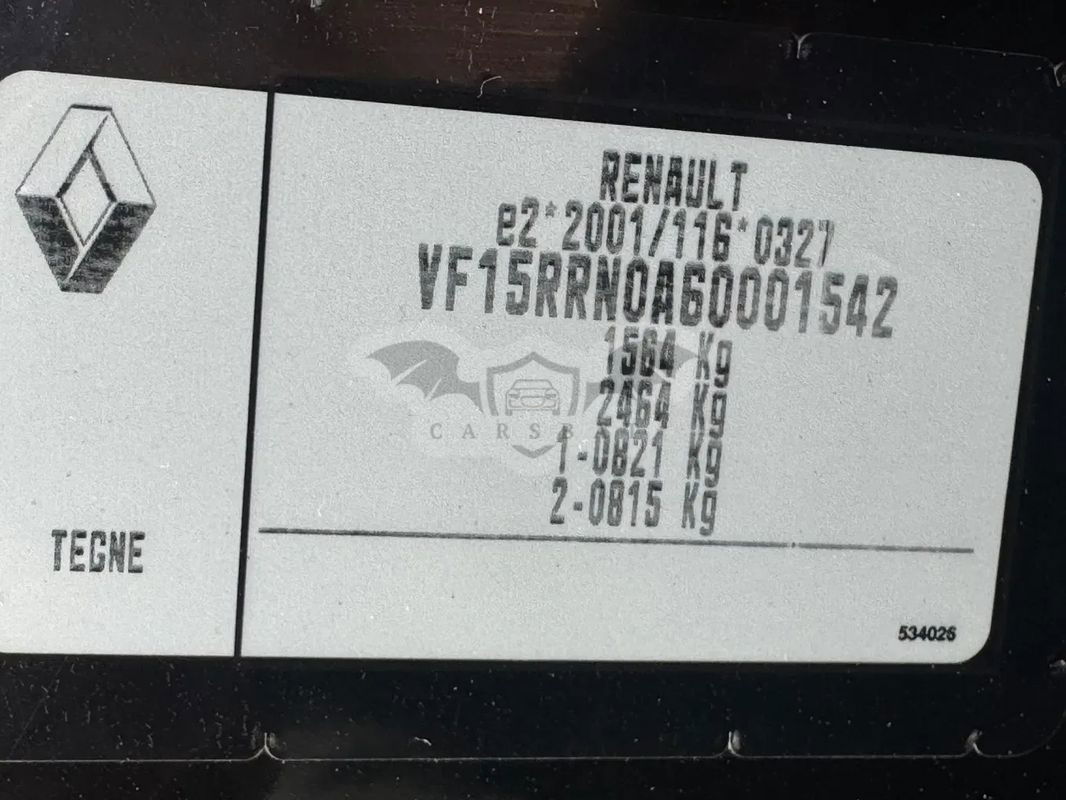 RENAULT
e2*2001/116*0327
VF15RRN0A60001542
1564 Kg
2464 Kg
1-0821 Kg
2-0815 Kg
TEGNE
534026